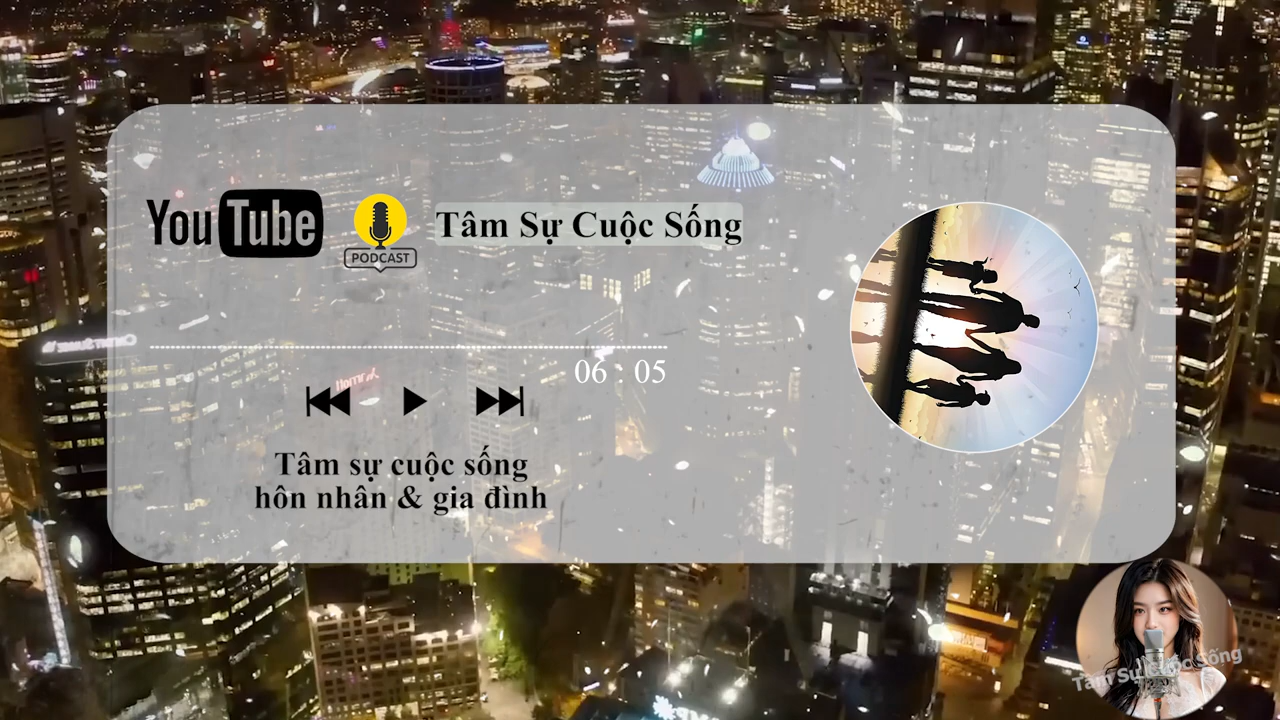 YouTube
PODCAST
Tâm Sự Cuộc Sống
06 : 05
Tâm sự cuộc sống
hôn nhân & gia đình
Tâm Sự Cuộc Sống